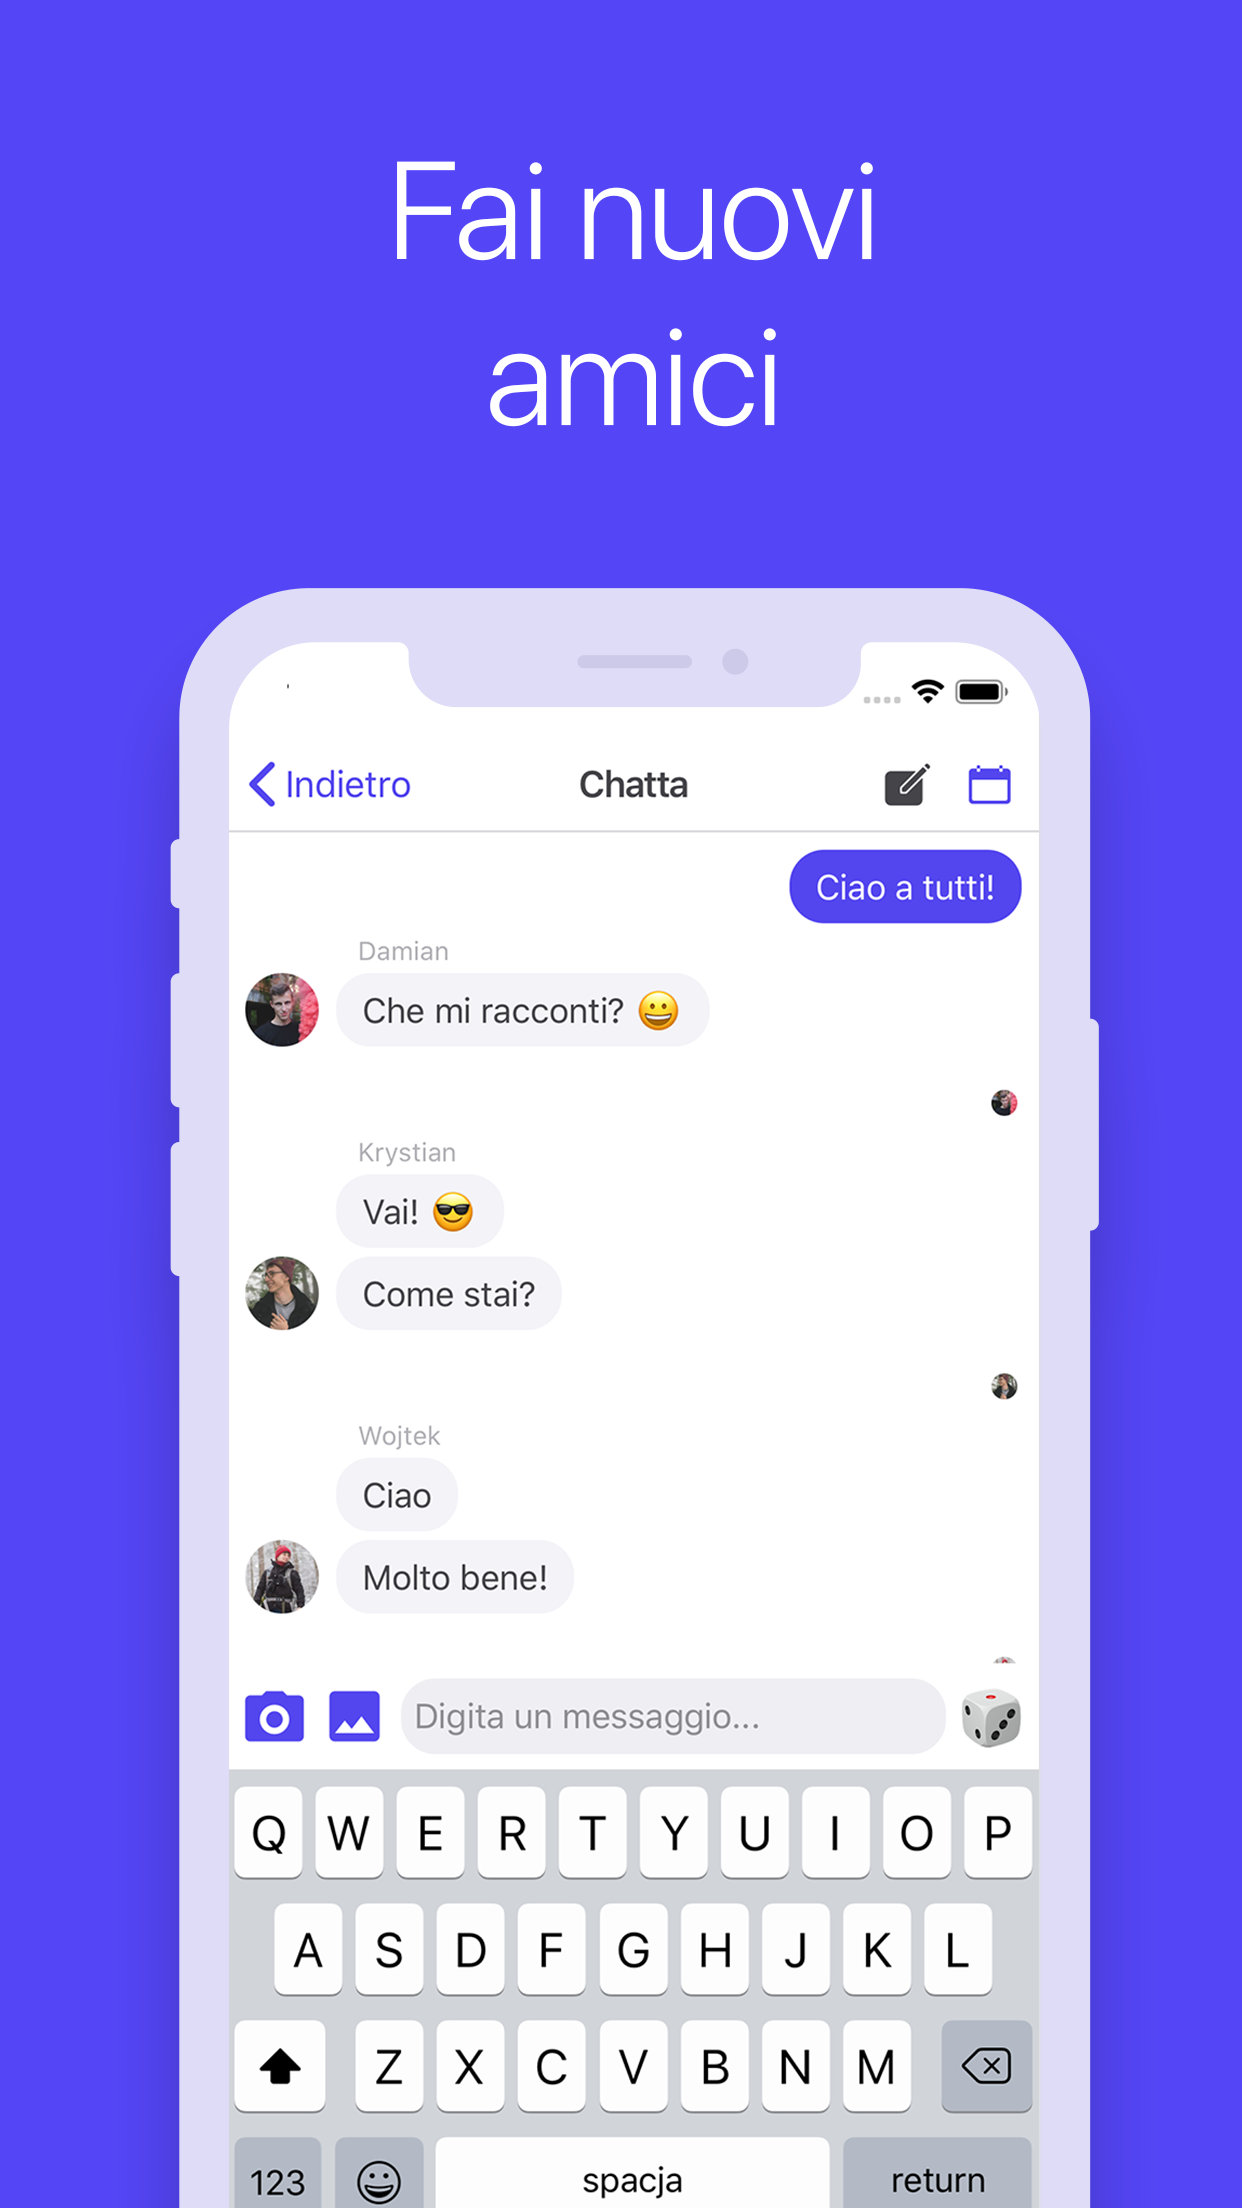 Fai nuovi
amici
Indietro
Chatta
Ciao a tutti!
Damian
Che mi racconti? 😀
Krystian
Vai! 😎
Come stai?
Wojtek
Ciao
Molto bene!
Digita un messaggio...
Q W E R T Y U I O P
A S D F G H J K L
Z X C V B N M
123 spacja return